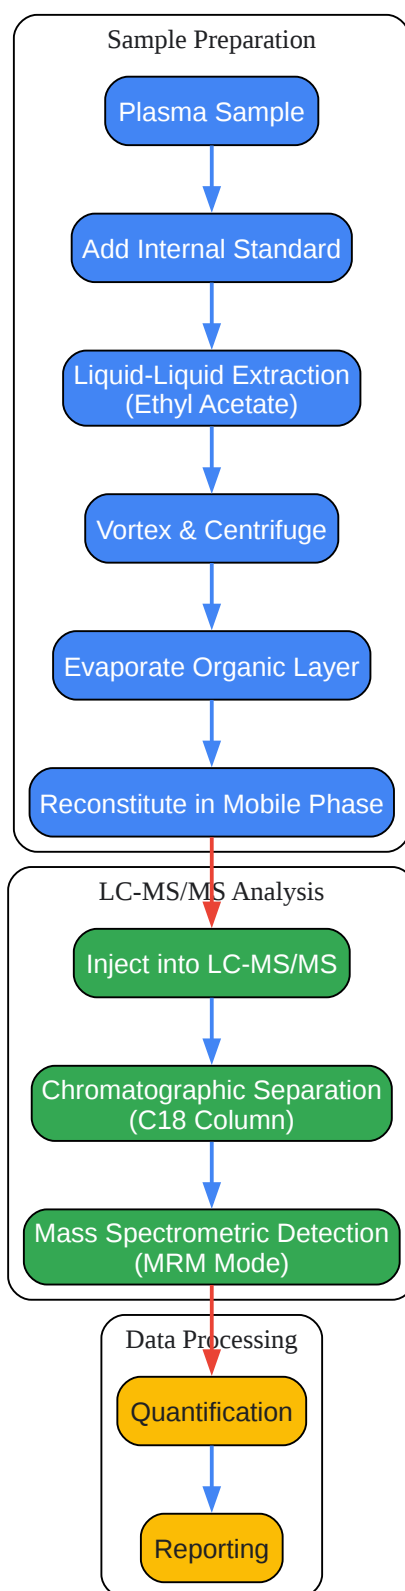 Sample Preparation
Plasma Sample
Add Internal Standard
Liquid-Liquid Extraction
(Ethyl Acetate)
Vortex & Centrifuge
Evaporate Organic Layer
Reconstitute in Mobile Phase
LC-MS/MS Analysis
Inject into LC-MS/MS
Chromatographic Separation
(C18 Column)
Mass Spectrometric Detection
(MRM Mode)
Data Processing
Quantification
Reporting